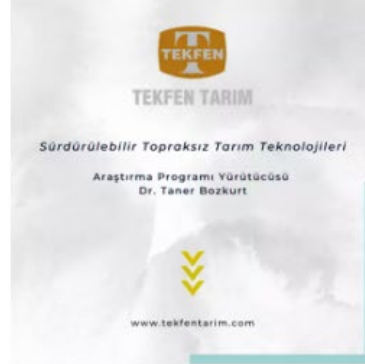 TEKFEN
TEKFEN TARIM
Sürdürülebilir Topraksız Tarım Teknolojileri
Araştırma Programı Yürütücüsü
Dr. Taner Bozkurt
www.tekfentarim.com